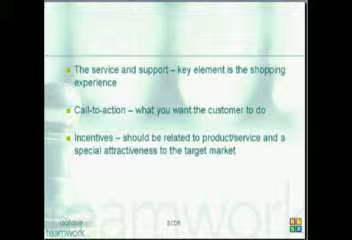 The service and support – key element is the shopping
experience
Call-to-action – what you want the customer to do
Incentives – should be related to product/service and a
special attractiveness to the target market
teamwork
teamwork